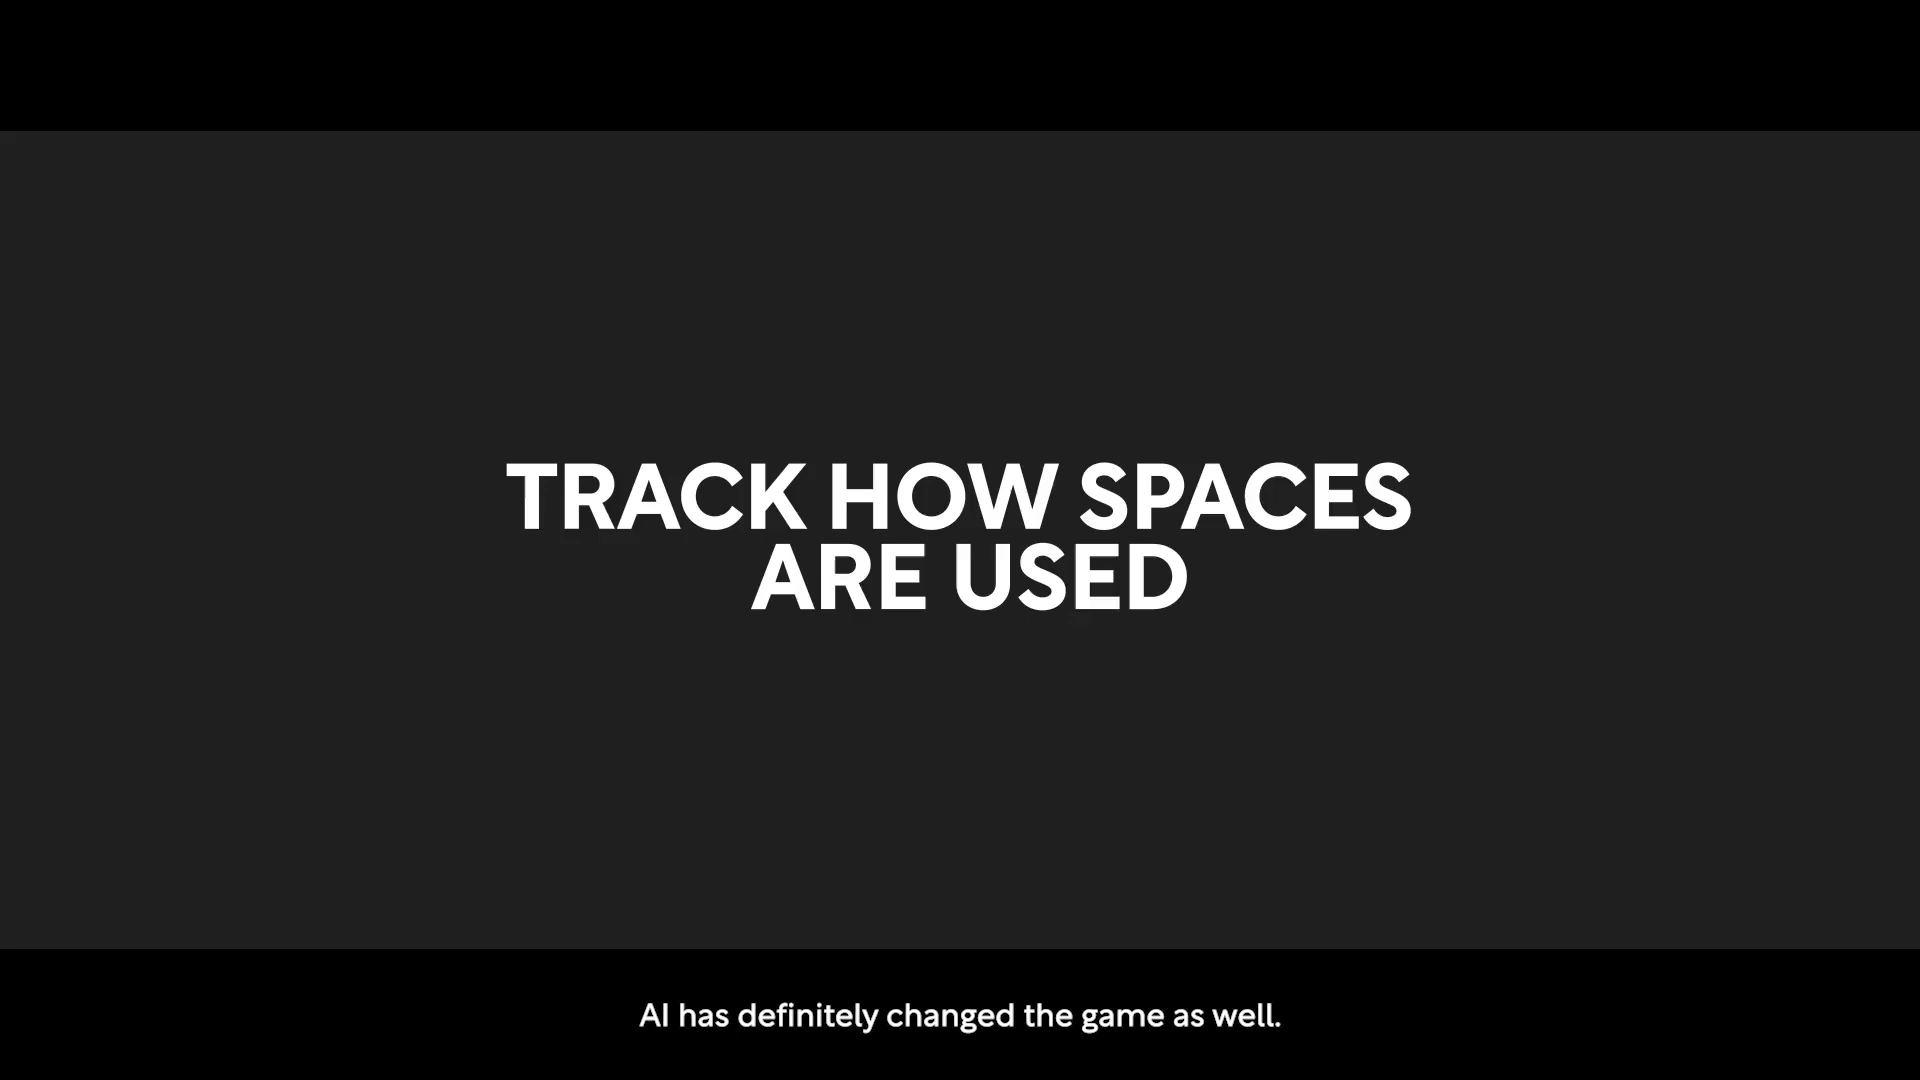 TRACK HOW SPACES
ARE USED
AI has definitely changed the game as well.